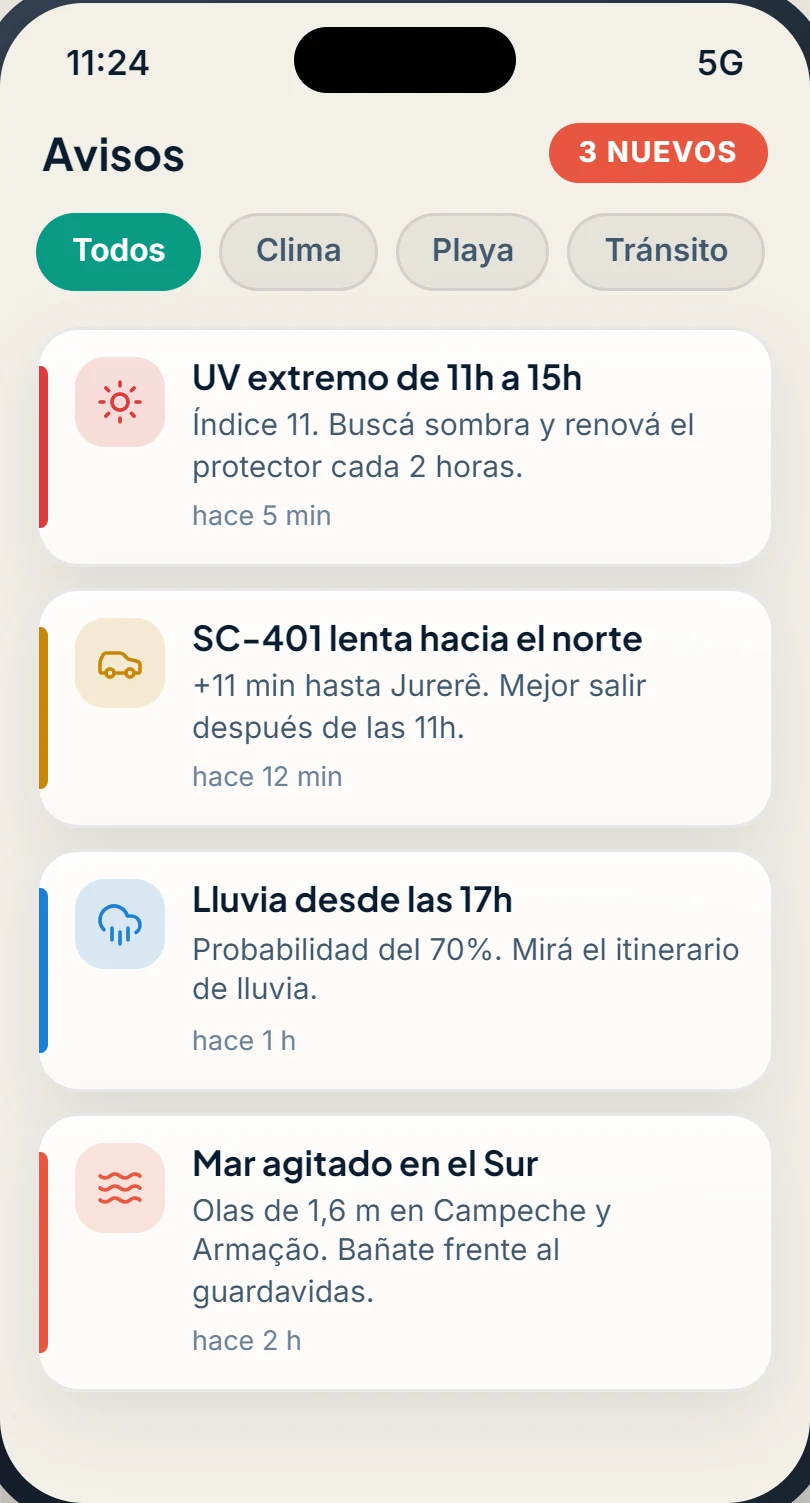 11:24
5G
Avisos
3 NUEVOS
Todos
Clima
Playa
Tránsito
UV extremo de 11h a 15h
Índice 11. Buscá sombra y renová el
protector cada 2 horas.
hace 5 min
SC-401 lenta hacia el norte
+11 min hasta Jurerê. Mejor salir
después de las 11h.
hace 12 min
Lluvia desde las 17h
Probabilidad del 70%. Mirá el itinerario
de lluvia.
hace 1 h
Mar agitado en el Sur
Olas de 1,6 m en Campeche y
Armação. Bañate frente al
guardavidas.
hace 2 h